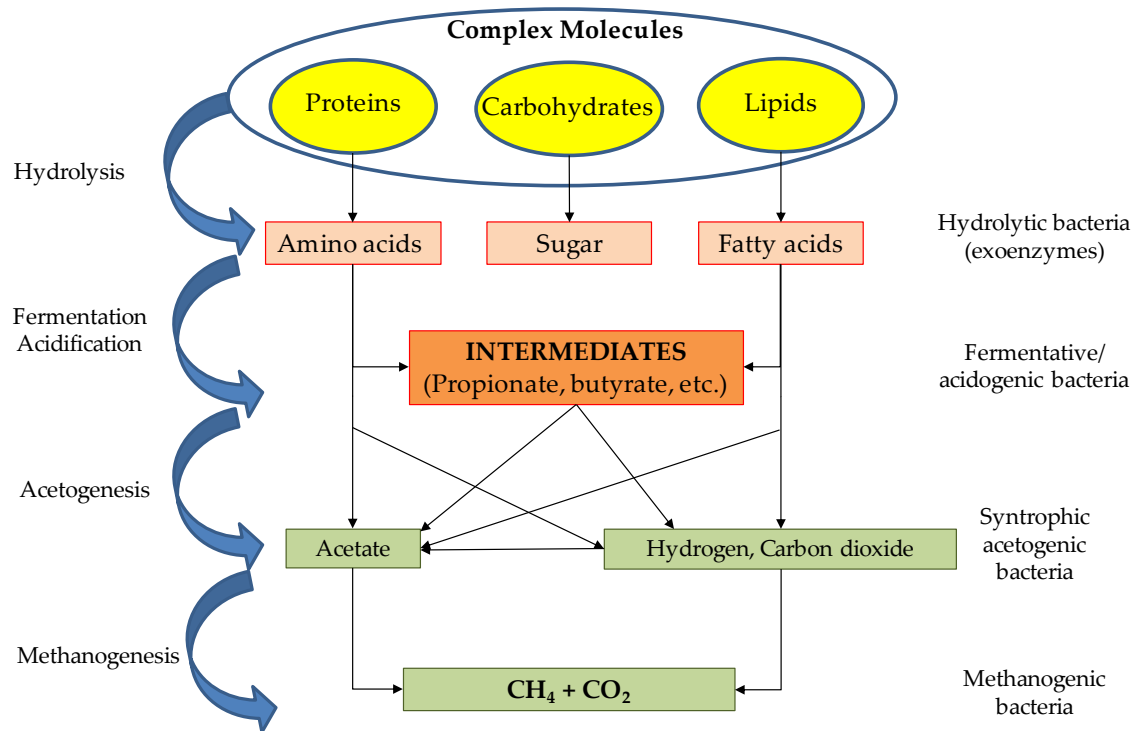 Complex Molecules
Proteins
Carbohydrates
Lipids
Hydrolysis
Amino acids
Sugar
Fatty acids
Hydrolytic bacteria
(exoenzymes)
Fermentation
Acidification
INTERMEDIATES
(Propionate, butyrate, etc.)
Fermentative/
acidogenic bacteria
Acetogenesis
Acetate
Hydrogen, Carbon dioxide
Syntrophic
acetogenic
bacteria
Methanogenesis
CH₄ + CO₂
Methanogenic
bacteria